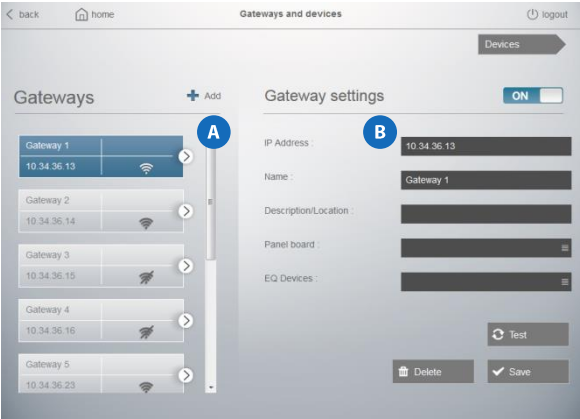 back home Gateways and devices logout
Devices
Gateways Add Gateway settings ON
A
B
Gateway 1
10.34.36.13
Gateway 2
10.34.36.14
Gateway 3
10.34.36.15
Gateway 4
10.34.36.16
Gateway 5
10.34.36.23
IP Address : 10.34.36.13
Name : Gateway 1
Description/Location :
Panel board :
EQ Devices :
Test
Delete Save